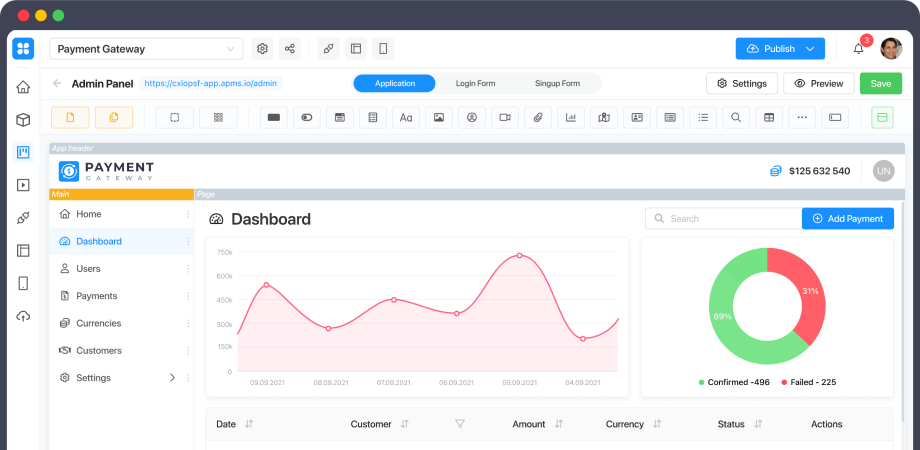 Payment Gateway
Publish
3
Admin Panel
https://cxiopsf-app.apms.io/admin
Application
Login Form
Singup Form
Settings
Preview
Save
Aa
App header
PAYMENT
GATEWAY
$125 632 540
UN
Main
Page
Home
Dashboard
Users
Payments
Currencies
Customers
Settings
Dashboard
Search
Add Payment
750k
600k
450k
300k
150k
0
09.09.2021
08.09.2021
07.09.2021
06.09.2021
05.09.2021
04.09.2021
31%
69%
Confirmed -496
Failed - 225
Date
Customer
Amount
Currency
Status
Actions